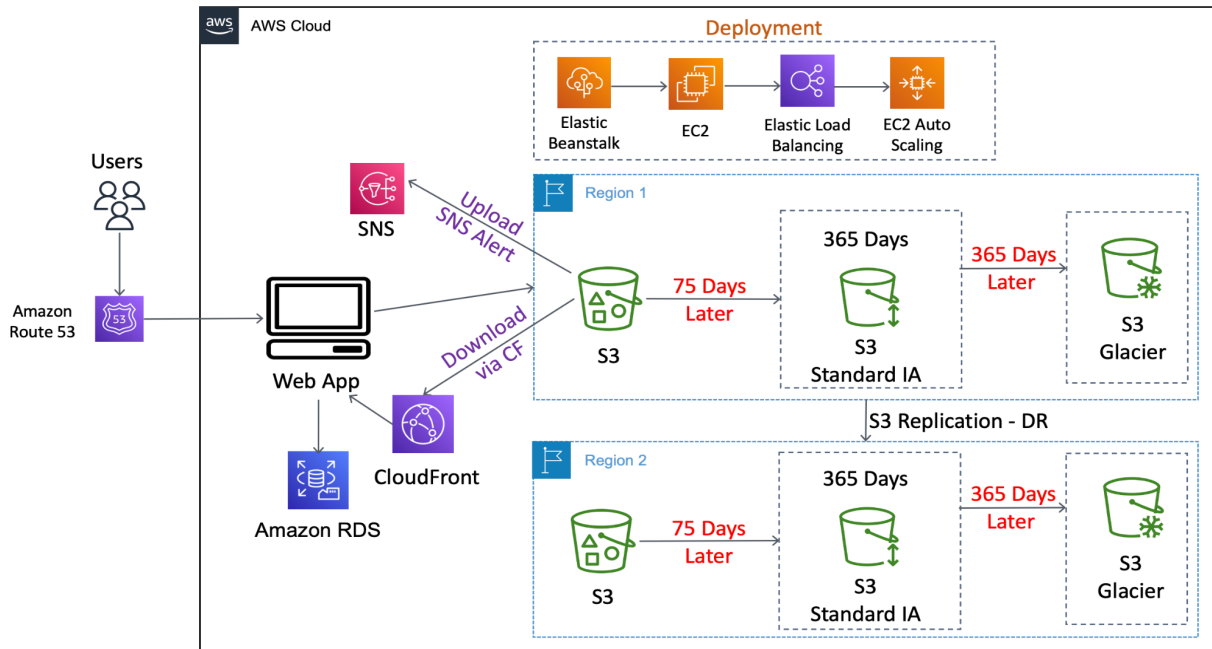 aws
AWS Cloud
Deployment
Elastic
Beanstalk
EC2
Elastic Load
Balancing
EC2 Auto
Scaling
Users
Amazon
Route 53
53
SNS
Upload
SNS Alert
Web App
Download
via CF
CloudFront
Amazon RDS
Region 1
S3
75 Days
Later
365 Days
S3
Standard IA
365 Days
Later
S3
Glacier
S3 Replication - DR
Region 2
S3
75 Days
Later
365 Days
S3
Standard IA
365 Days
Later
S3
Glacier